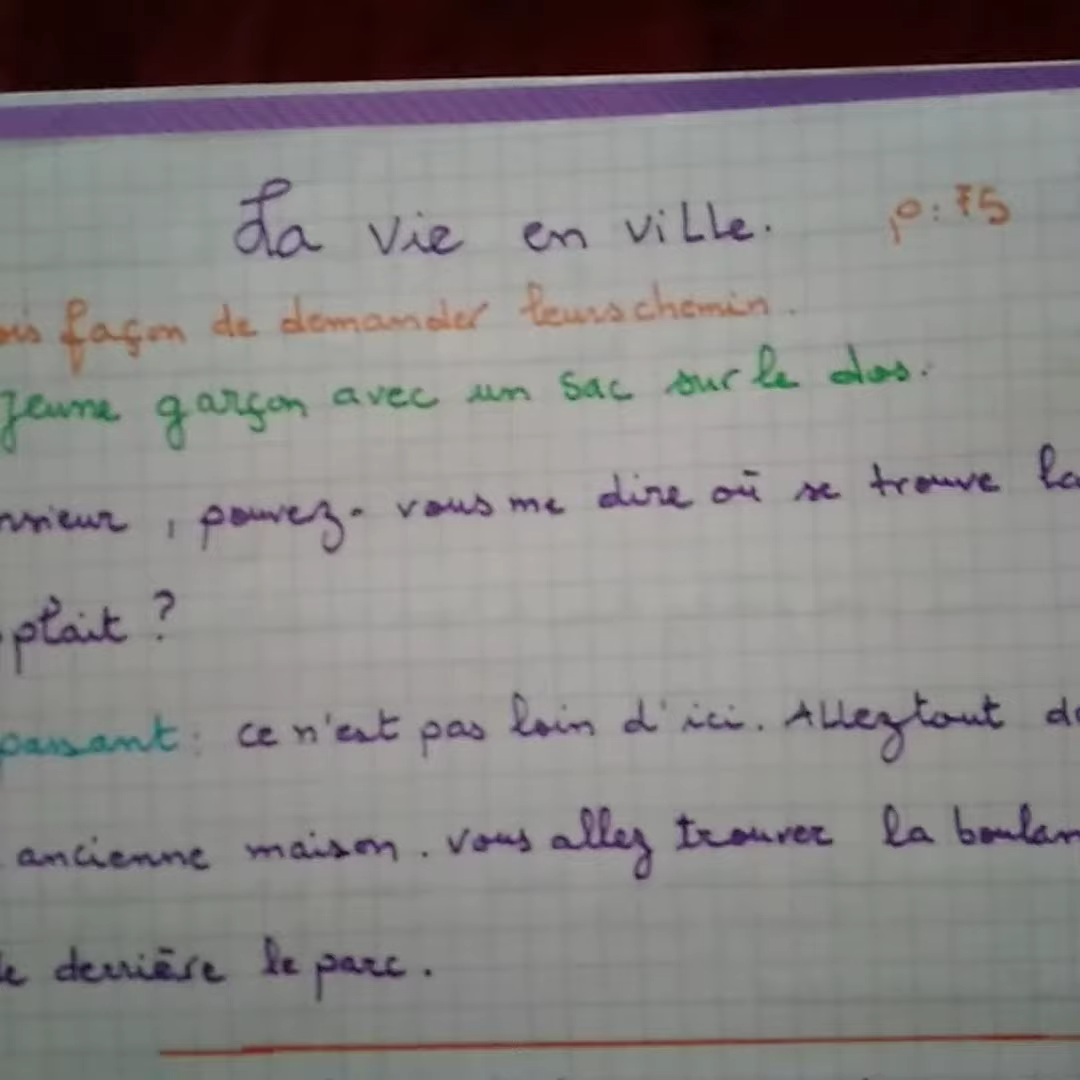 La vie en ville. p: 75
façon de demander leurs chemin.
jeune garçon avec un sac sur le dos.
, pouvez-vous me dire où se trouve la
plait ?
passant: ce n'est pas loin d'ici. Allez tout
ancienne maison. vous allez trouver la boulan
derrière le parc.